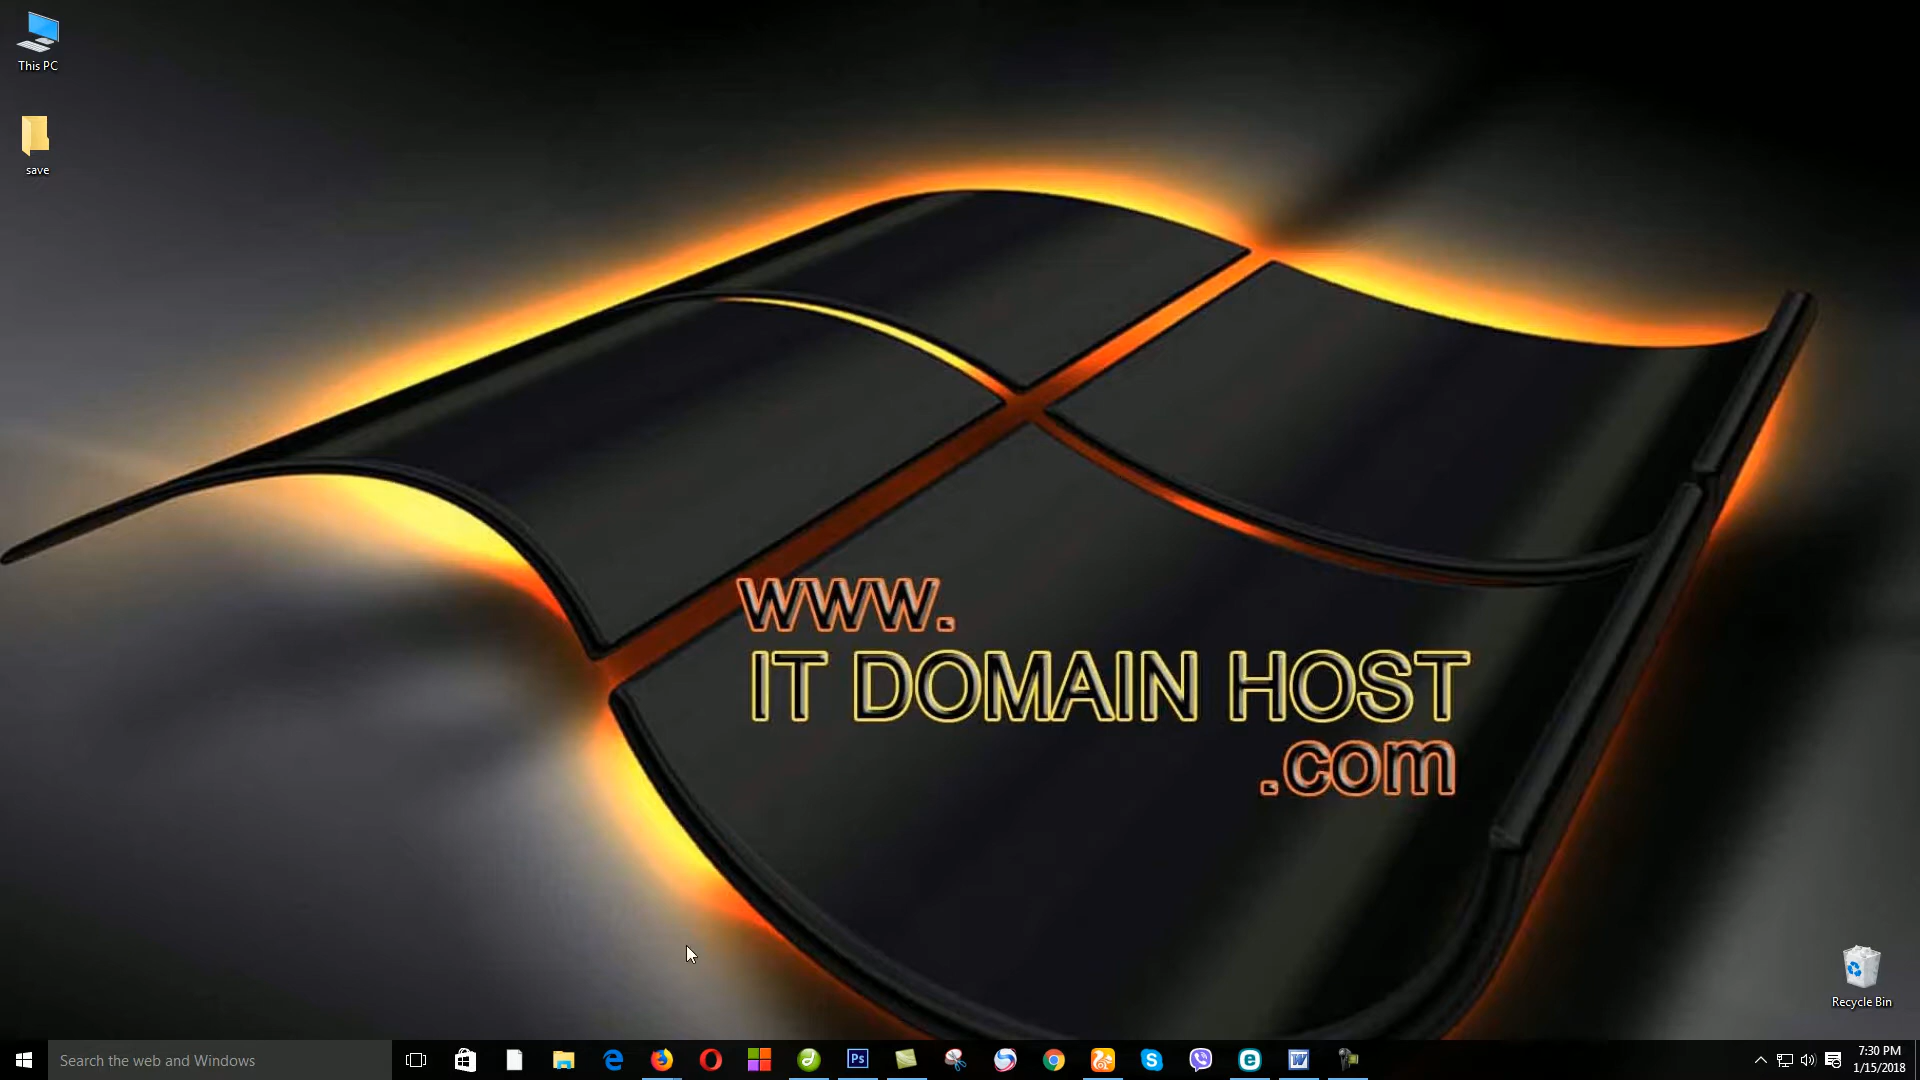 This PC
save
www.
IT DOMAIN HOST
.com
Recycle Bin
Search the web and Windows
Ps
7:30 PM
1/15/2018